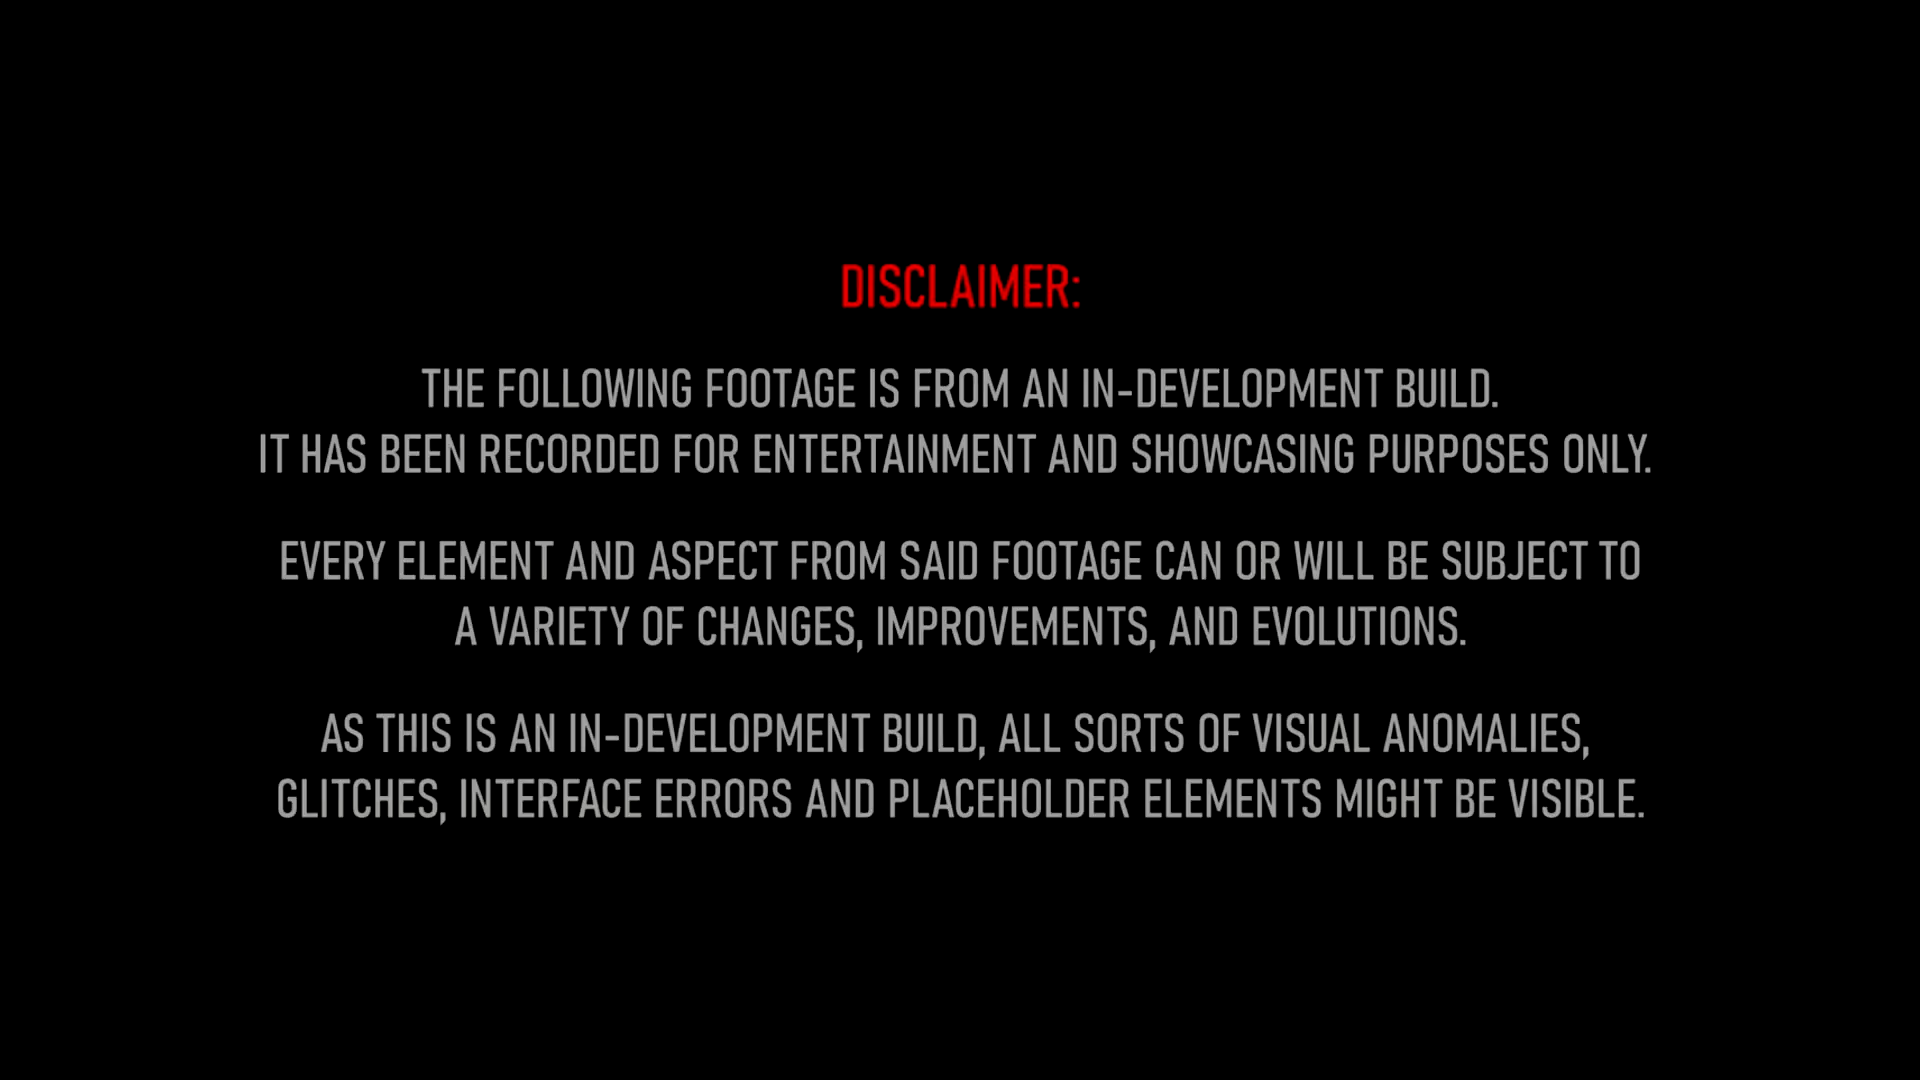 DISCLAIMER:
THE FOLLOWING FOOTAGE IS FROM AN IN-DEVELOPMENT BUILD.
IT HAS BEEN RECORDED FOR ENTERTAINMENT AND SHOWCASING PURPOSES ONLY.
EVERY ELEMENT AND ASPECT FROM SAID FOOTAGE CAN OR WILL BE SUBJECT TO
A VARIETY OF CHANGES, IMPROVEMENTS, AND EVOLUTIONS.
AS THIS IS AN IN-DEVELOPMENT BUILD, ALL SORTS OF VISUAL ANOMALIES,
GLITCHES, INTERFACE ERRORS AND PLACEHOLDER ELEMENTS MIGHT BE VISIBLE.